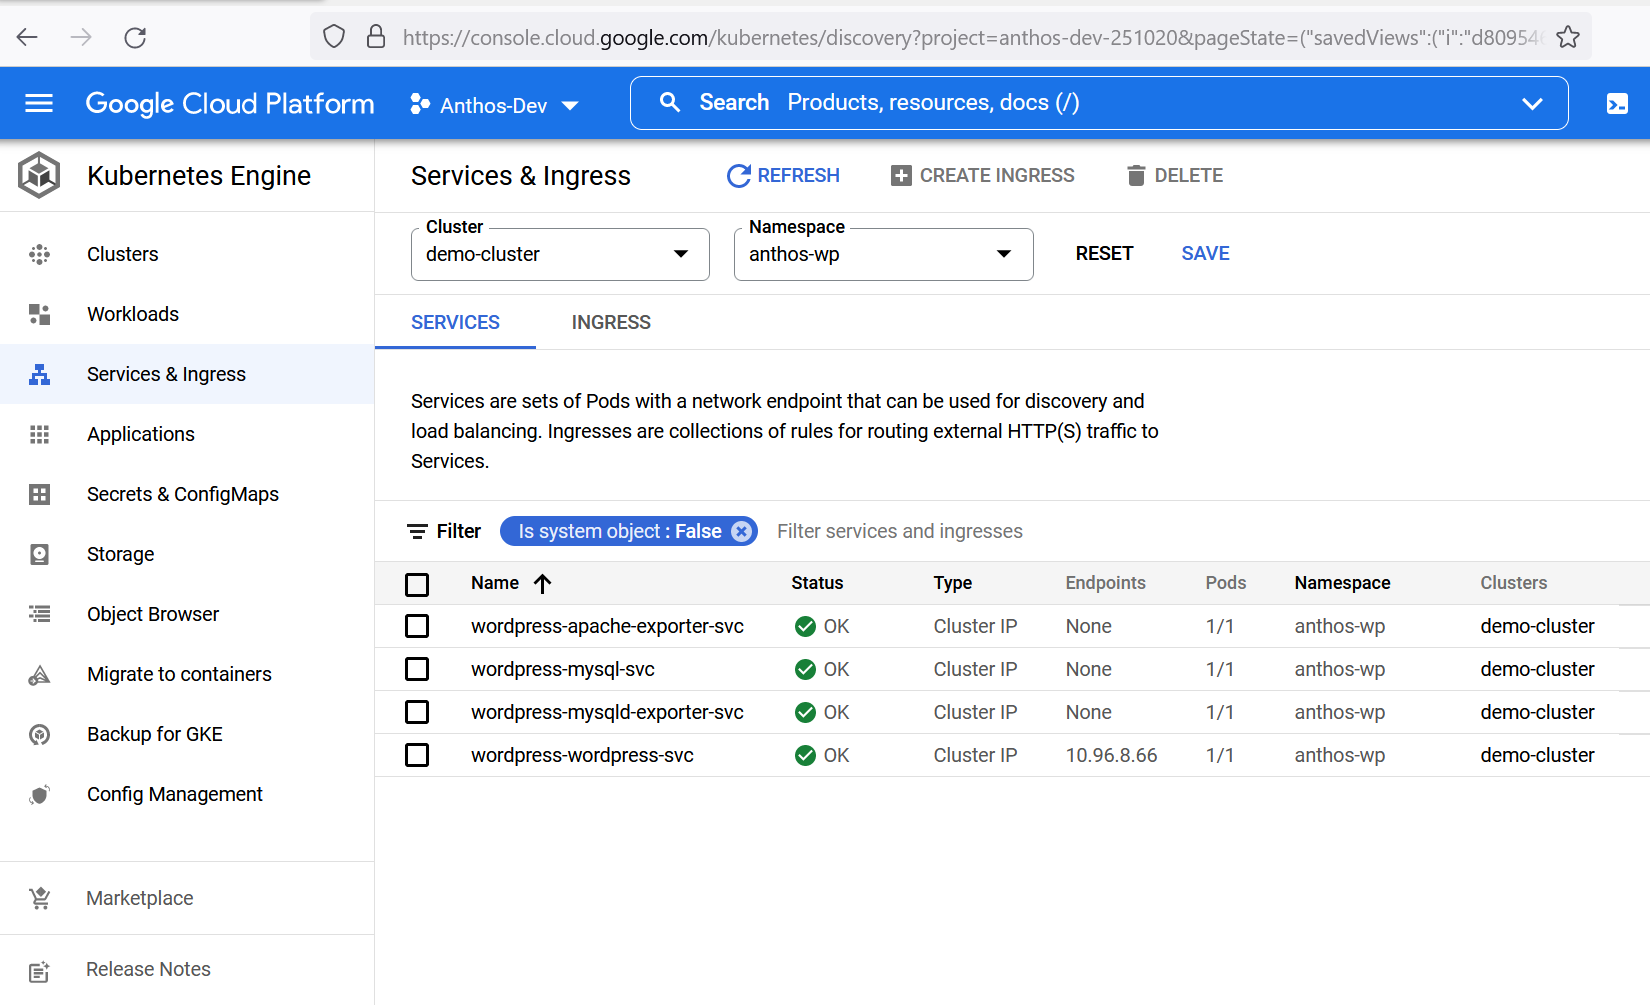 https://console.cloud.google.com/kubernetes/discovery?project=anthos-dev-251020&pageState=("savedViews":("i":"d80954
Google Cloud Platform
Anthos-Dev
Search Products, resources, docs (/)
Kubernetes Engine
Services & Ingress
REFRESH
CREATE INGRESS
DELETE
Cluster
demo-cluster
Namespace
anthos-wp
RESET
SAVE
SERVICES
INGRESS
Clusters
Workloads
Services & Ingress
Applications
Secrets & ConfigMaps
Storage
Object Browser
Migrate to containers
Backup for GKE
Config Management
Marketplace
Release Notes
Services are sets of Pods with a network endpoint that can be used for discovery and
load balancing. Ingresses are collections of rules for routing external HTTP(S) traffic to
Services.
Filter Is system object : False Filter services and ingresses
Name Status Type Endpoints Pods Namespace Clusters
wordpress-apache-exporter-svc OK Cluster IP None 1/1 anthos-wp demo-cluster
wordpress-mysql-svc OK Cluster IP None 1/1 anthos-wp demo-cluster
wordpress-mysqld-exporter-svc OK Cluster IP None 1/1 anthos-wp demo-cluster
wordpress-wordpress-svc OK Cluster IP 10.96.8.66 1/1 anthos-wp demo-cluster